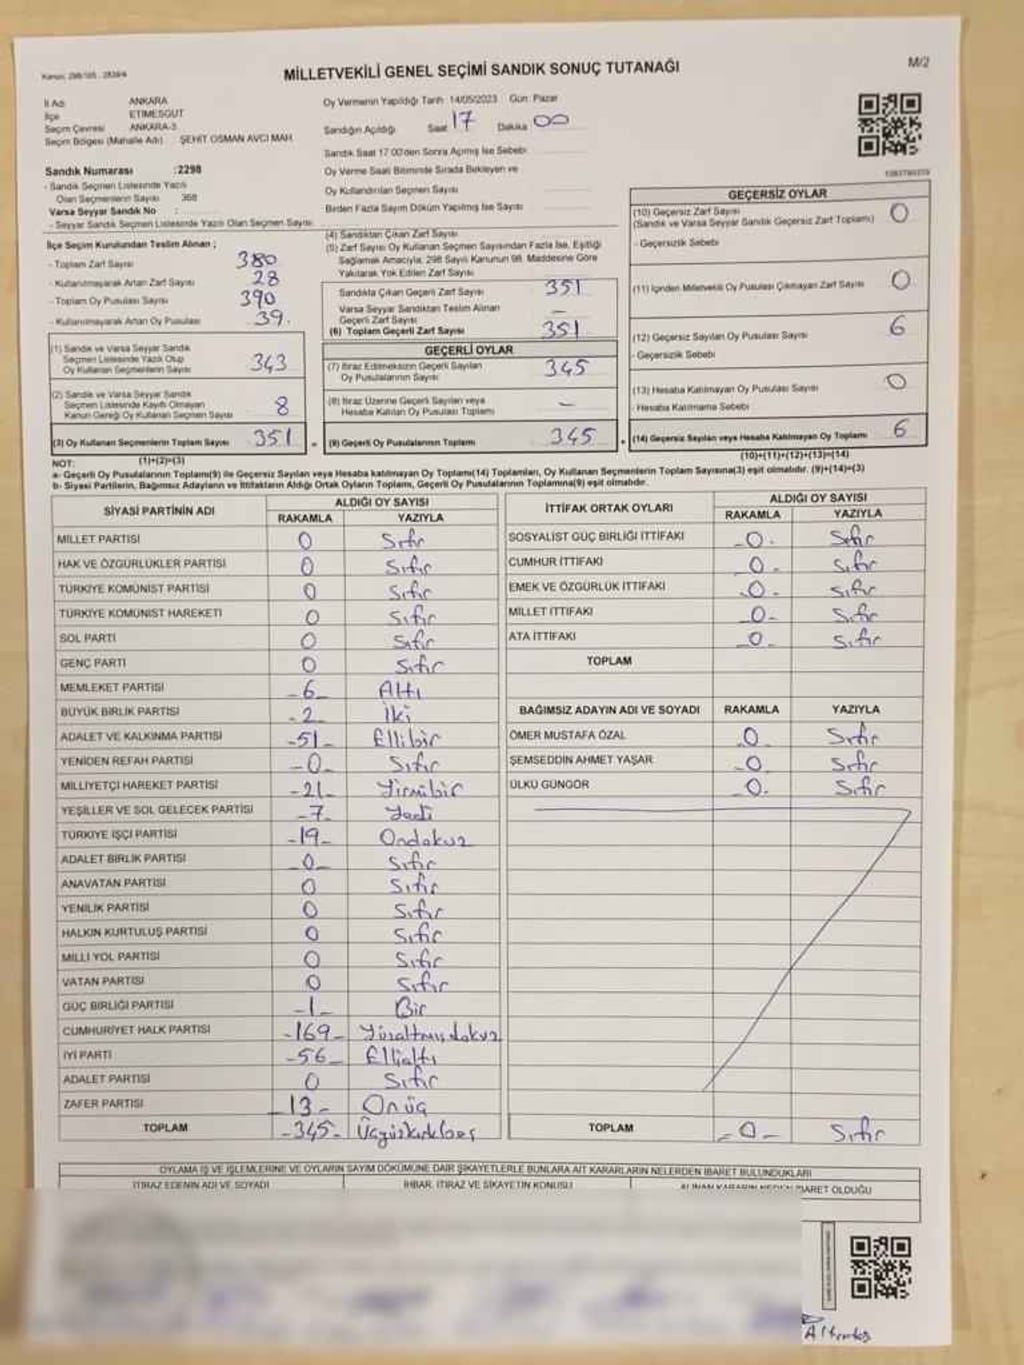 Kanun: 298/105 , 2839/4
MİLLETVEKİLİ GENEL SEÇİMİ SANDIK SONUÇ TUTANAĞI
M/2
İl Adı ANKARA
İlçe ETİMESGUT
Seçim Çevresi ANKARA-3
Seçim Bölgesi (Mahalle Adı) : ŞEHİT OSMAN AVCI MAH.
Oy Vermenin Yapıldığı Tarih 14/05/2023 Gün: Pazar
Sandığın Açıldığı Saat 17 Dakika 00
Sandık Saat 17:00'den Sonra Açılmış İse Sebebi
Oy Verme Saati Bitiminde Sırada Bekleyen ve
Oy Kullandırılan Seçmen Sayısı
Birden Fazla Sayım Döküm Yapılmış İse Sayısı
Sandık Numarası :2298
- Sandık Seçmen Listesinde Yazılı
Olan Seçmenlerin Sayısı 368
Varsa Seyyar Sandık No :
- Seyyar Sandık Seçmen Listesinde Yazılı Olan Seçmen Sayısı
İlçe Seçim Kurulundan Teslim Alınan ;
- Toplam Zarf Sayısı 380
- Kullanılmayarak Artan Zarf Sayısı 28
- Toplam Oy Pusulası Sayısı 390
- Kullanılmayarak Artan Oy Pusulası 39.
(1) Sandık ve Varsa Seyyar Sandık
Seçmen Listesinde Yazılı Olup
Oy Kullanan Seçmenlerin Sayısı 343
(2) Sandık ve Varsa Seyyar Sandık
Seçmen Listesinde Kayıtlı Olmayan
Kanun Gereği Oy Kullanan Seçmen Sayısı 8
(3) Oy Kullanan Seçmenlerin Toplam Sayısı 351
(1)+(2)=(3)
(4) Sandıktan Çıkan Zarf Sayısı
(5) Zarf Sayısı Oy Kullanan Seçmen Sayısından Fazla İse, Eşitliği
Sağlamak Amacıyla, 298 Sayılı Kanunun 98. Maddesine Göre
Yakılarak Yok Edilen Zarf Sayısı
Sandıkta Çıkan Geçerli Zarf Sayısı 351
Varsa Seyyar Sandıktan Teslim Alınan
Geçerli Zarf Sayısı —
(6) Toplam Geçerli Zarf Sayısı 351
GEÇERLİ OYLAR
(7) İtiraz Edilmeksizin Geçerli Sayılan
Oy Pusulalarının Sayısı 345
(8) İtiraz Üzerine Geçerli Sayılan veya
Hesaba Katılan Oy Pusulası Toplamı —
(9) Geçerli Oy Pusulalarının Toplamı 345
GEÇERSİZ OYLAR
(10) Geçersiz Zarf Sayısı 0
(Sandık ve Varsa Seyyar Sandık Geçersiz Zarf Toplamı)
- Geçersizlik Sebebi
(11) İçinden Milletvekili Oy Pusulası Çıkmayan Zarf Sayısı 0
(12) Geçersiz Sayılan Oy Pusulası Sayısı 6
- Geçersizlik Sebebi
(13) Hesaba Katılmayan Oy Pusulası Sayısı 0
- Hesaba Katılmama Sebebi
(14) Geçersiz Sayılan veya Hesaba Katılmayan Oy Toplamı 6
(10)+(11)+(12)+(13)=(14)
NOT:
a- Geçerli Oy Pusulalarının Toplamı(9) ile Geçersiz Sayılan veya Hesaba katılmayan Oy Toplamı(14) Toplamları, Oy Kullanan Seçmenlerin Toplam Sayısına(3) eşit olmalıdır. (9)+(14)=(3)
b- Siyasi Partilerin, Bağımsız Adayların ve İttifakların Aldığı Ortak Oyların Toplamı, Geçerli Oy Pusulalarının Toplamına(9) eşit olmalıdır.
SİYASİ PARTİNİN ADI ALDIĞI OY SAYISI
RAKAMLA YAZIYLA
MİLLET PARTİSİ 0 Sıfır
HAK VE ÖZGÜRLÜKLER PARTİSİ 0 Sıfır
TÜRKİYE KOMÜNİST PARTİSİ 0 Sıfır
TÜRKİYE KOMÜNİST HAREKETİ 0 Sıfır
SOL PARTİ 0 Sıfır
GENÇ PARTİ 0 Sıfır
MEMLEKET PARTİSİ -6- Altı
BÜYÜK BİRLİK PARTİSİ -2- İki
ADALET VE KALKINMA PARTİSİ -51- Ellibir
YENİDEN REFAH PARTİSİ -0- Sıfır
MİLLİYETÇİ HAREKET PARTİSİ -21- Yirmibir
YEŞİLLER VE SOL GELECEK PARTİSİ -7- Yedi
TÜRKİYE İŞÇİ PARTİSİ -19- Ondokuz
ADALET BİRLİK PARTİSİ -0- Sıfır
ANAVATAN PARTİSİ 0 Sıfır
YENİLİK PARTİSİ 0 Sıfır
HALKIN KURTULUŞ PARTİSİ 0 Sıfır
MİLLİ YOL PARTİSİ 0 Sıfır
VATAN PARTİSİ 0 Sıfır
GÜÇ BİRLİĞİ PARTİSİ -1- Bir
CUMHURİYET HALK PARTİSİ -169- Yüzaltmışdokuz
İYİ PARTİ -56- Ellialtı
ADALET PARTİSİ 0 Sıfır
ZAFER PARTİSİ -13- Onüç
TOPLAM -345- Üçyüzkırkbeş
İTTİFAK ORTAK OYLARI ALDIĞI OY SAYISI
RAKAMLA YAZIYLA
SOSYALİST GÜÇ BİRLİĞİ İTTİFAKI -0- Sıfır
CUMHUR İTTİFAKI -0- Sıfır
EMEK VE ÖZGÜRLÜK İTTİFAKI -0- Sıfır
MİLLET İTTİFAKI -0- Sıfır
ATA İTTİFAKI -0- Sıfır
TOPLAM
BAĞIMSIZ ADAYIN ADI VE SOYADI RAKAMLA YAZIYLA
ÖMER MUSTAFA ÖZAL -0- Sıfır
ŞEMSEDDİN AHMET YAŞAR -0- Sıfır
ÜLKÜ GÜNGÖR -0- Sıfır
TOPLAM -0- Sıfır
OYLAMA İŞ VE İŞLEMLERİNE VE OYLARIN SAYIM DÖKÜMÜNE DAİR ŞİKAYETLERLE BUNLARA AİT KARARLARIN NELERDEN İBARET BULUNDUKLARI
İTİRAZ EDENİN ADI VE SOYADI İHBAR, İTİRAZ VE ŞİKAYETİN KONUSU ALINAN KARARIN NEDEN İBARET OLDUĞU